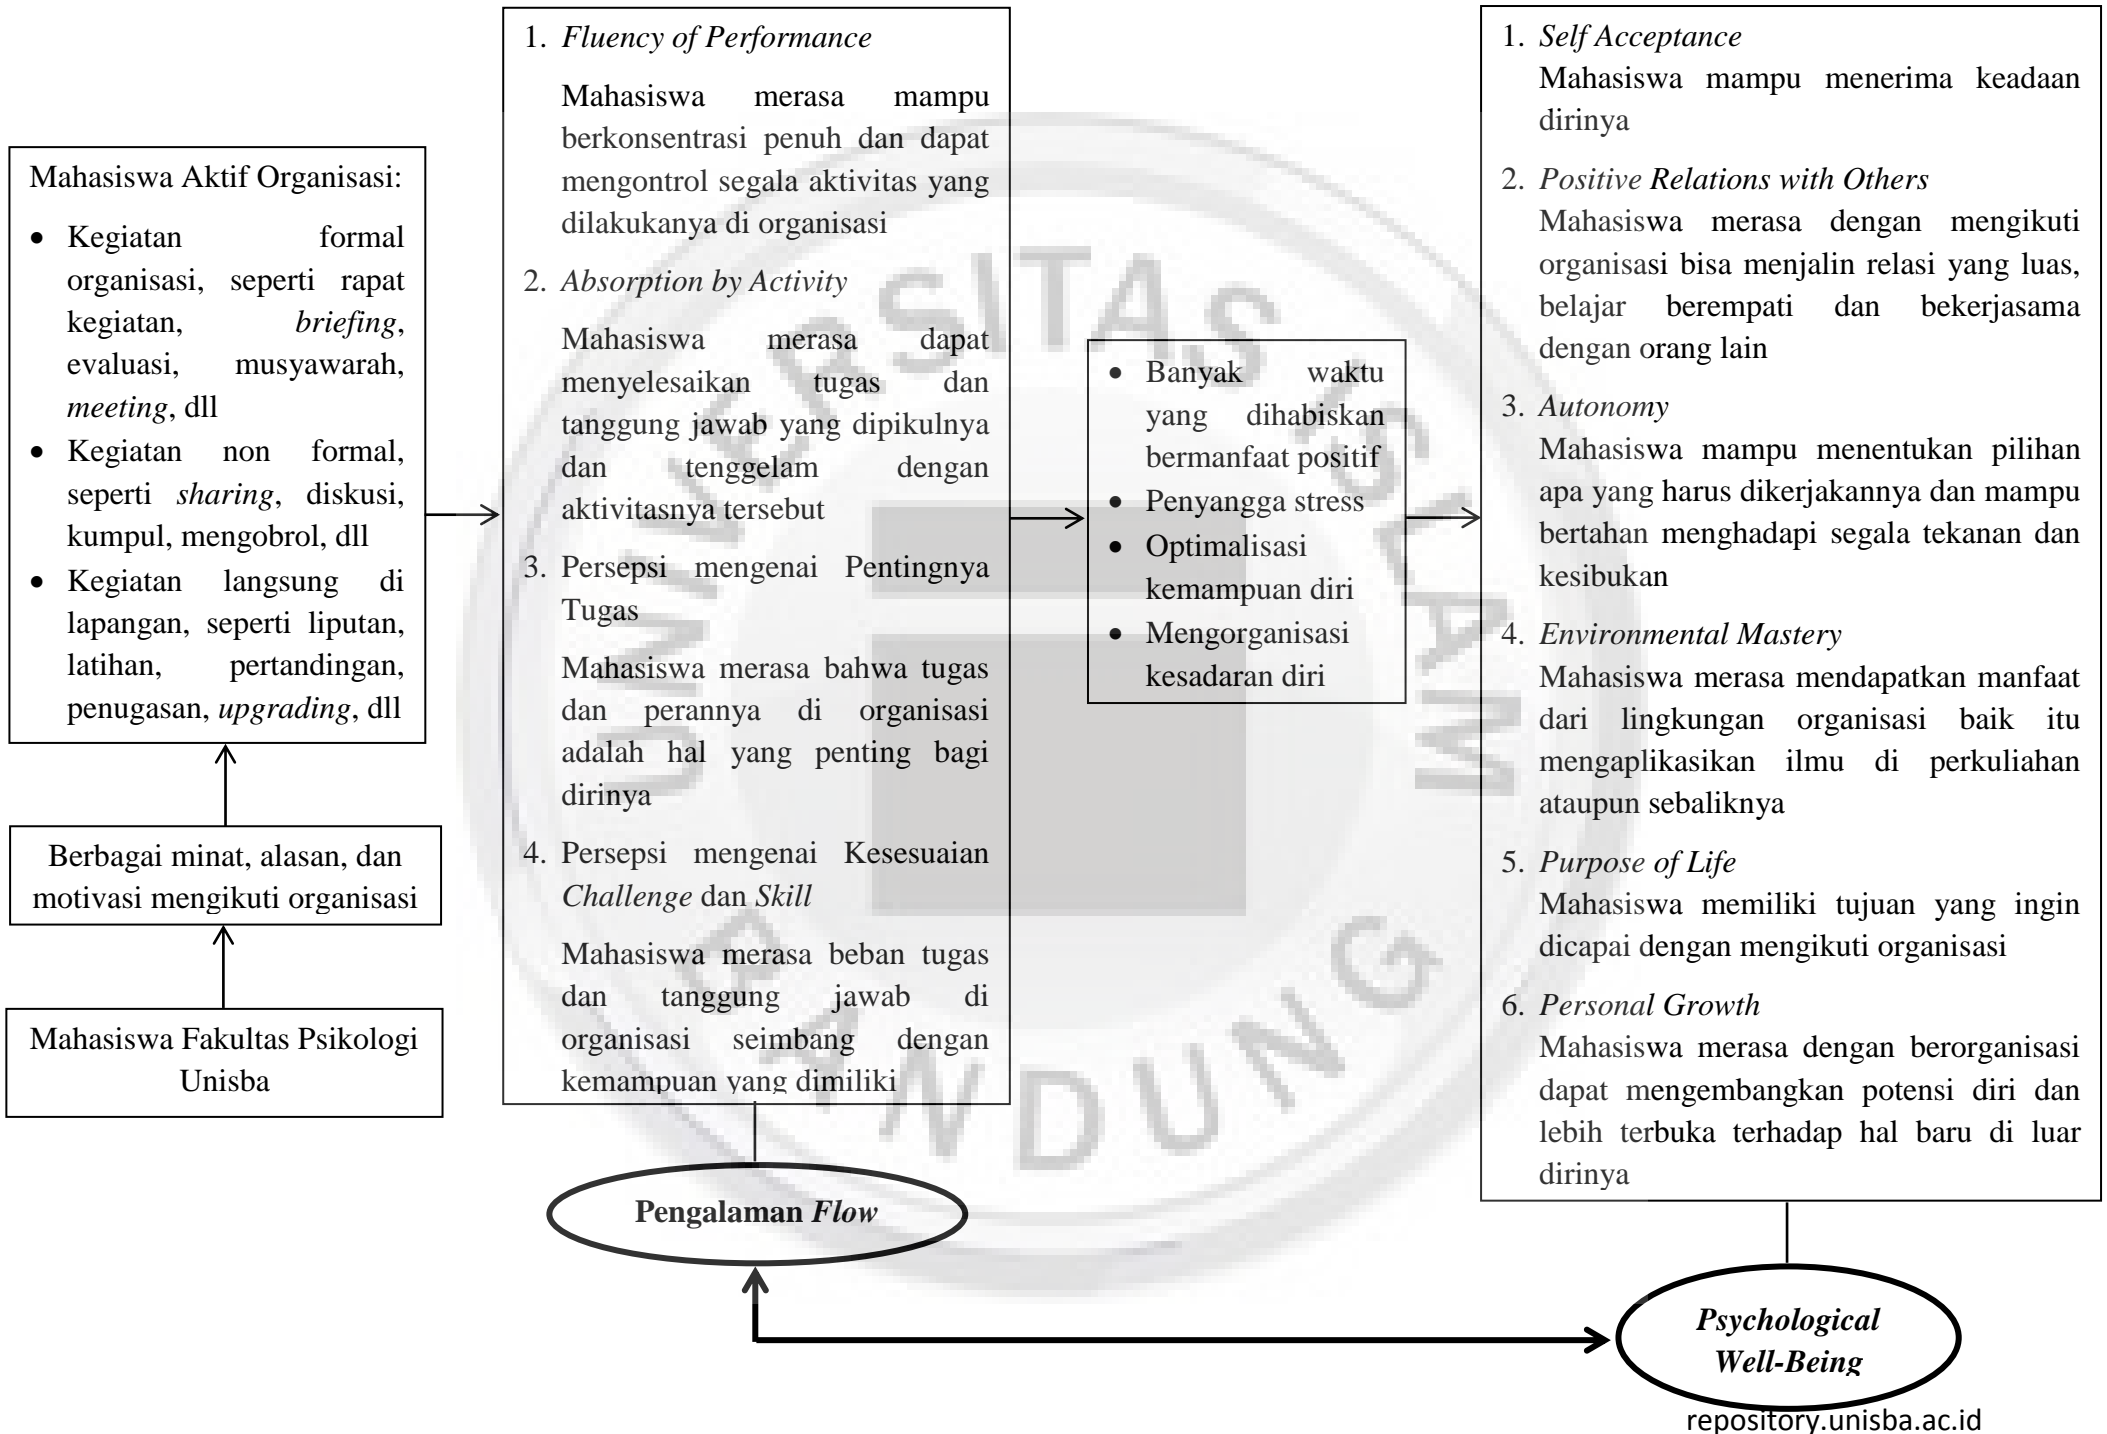 Mahasiswa Aktif Organisasi:
• Kegiatan formal
organisasi, seperti rapat
kegiatan, briefing,
evaluasi, musyawarah,
meeting, dll
• Kegiatan non formal,
seperti sharing, diskusi,
kumpul, mengobrol, dll
• Kegiatan langsung di
lapangan, seperti liputan,
latihan, pertandingan,
penugasan, upgrading, dll
Berbagai minat, alasan, dan
motivasi mengikuti organisasi
Mahasiswa Fakultas Psikologi
Unisba
1. Fluency of Performance
Mahasiswa merasa mampu
berkonsentrasi penuh dan dapat
mengontrol segala aktivitas yang
dilakukanya di organisasi
2. Absorption by Activity
Mahasiswa merasa dapat
menyelesaikan tugas dan
tanggung jawab yang dipikulnya
dan tenggelam dengan
aktivitasnya tersebut
3. Persepsi mengenai Pentingnya
Tugas
Mahasiswa merasa bahwa tugas
dan perannya di organisasi
adalah hal yang penting bagi
dirinya
4. Persepsi mengenai Kesesuaian
Challenge dan Skill
Mahasiswa merasa beban tugas
dan tanggung jawab di
organisasi seimbang dengan
kemampuan yang dimiliki
Pengalaman Flow
• Banyak waktu
yang dihabiskan
bermanfaat positif
• Penyangga stress
• Optimalisasi
kemampuan diri
• Mengorganisasi
kesadaran diri
1. Self Acceptance
Mahasiswa mampu menerima keadaan
dirinya
2. Positive Relations with Others
Mahasiswa merasa dengan mengikuti
organisasi bisa menjalin relasi yang luas,
belajar berempati dan bekerjasama
dengan orang lain
3. Autonomy
Mahasiswa mampu menentukan pilihan
apa yang harus dikerjakannya dan mampu
bertahan menghadapi segala tekanan dan
kesibukan
4. Environmental Mastery
Mahasiswa merasa mendapatkan manfaat
dari lingkungan organisasi baik itu
mengaplikasikan ilmu di perkuliahan
ataupun sebaliknya
5. Purpose of Life
Mahasiswa memiliki tujuan yang ingin
dicapai dengan mengikuti organisasi
6. Personal Growth
Mahasiswa merasa dengan berorganisasi
dapat mengembangkan potensi diri dan
lebih terbuka terhadap hal baru di luar
dirinya
Psychological
Well-Being
UNIVERSITAS ISLAM
BANDUNG
repository.unisba.ac.id